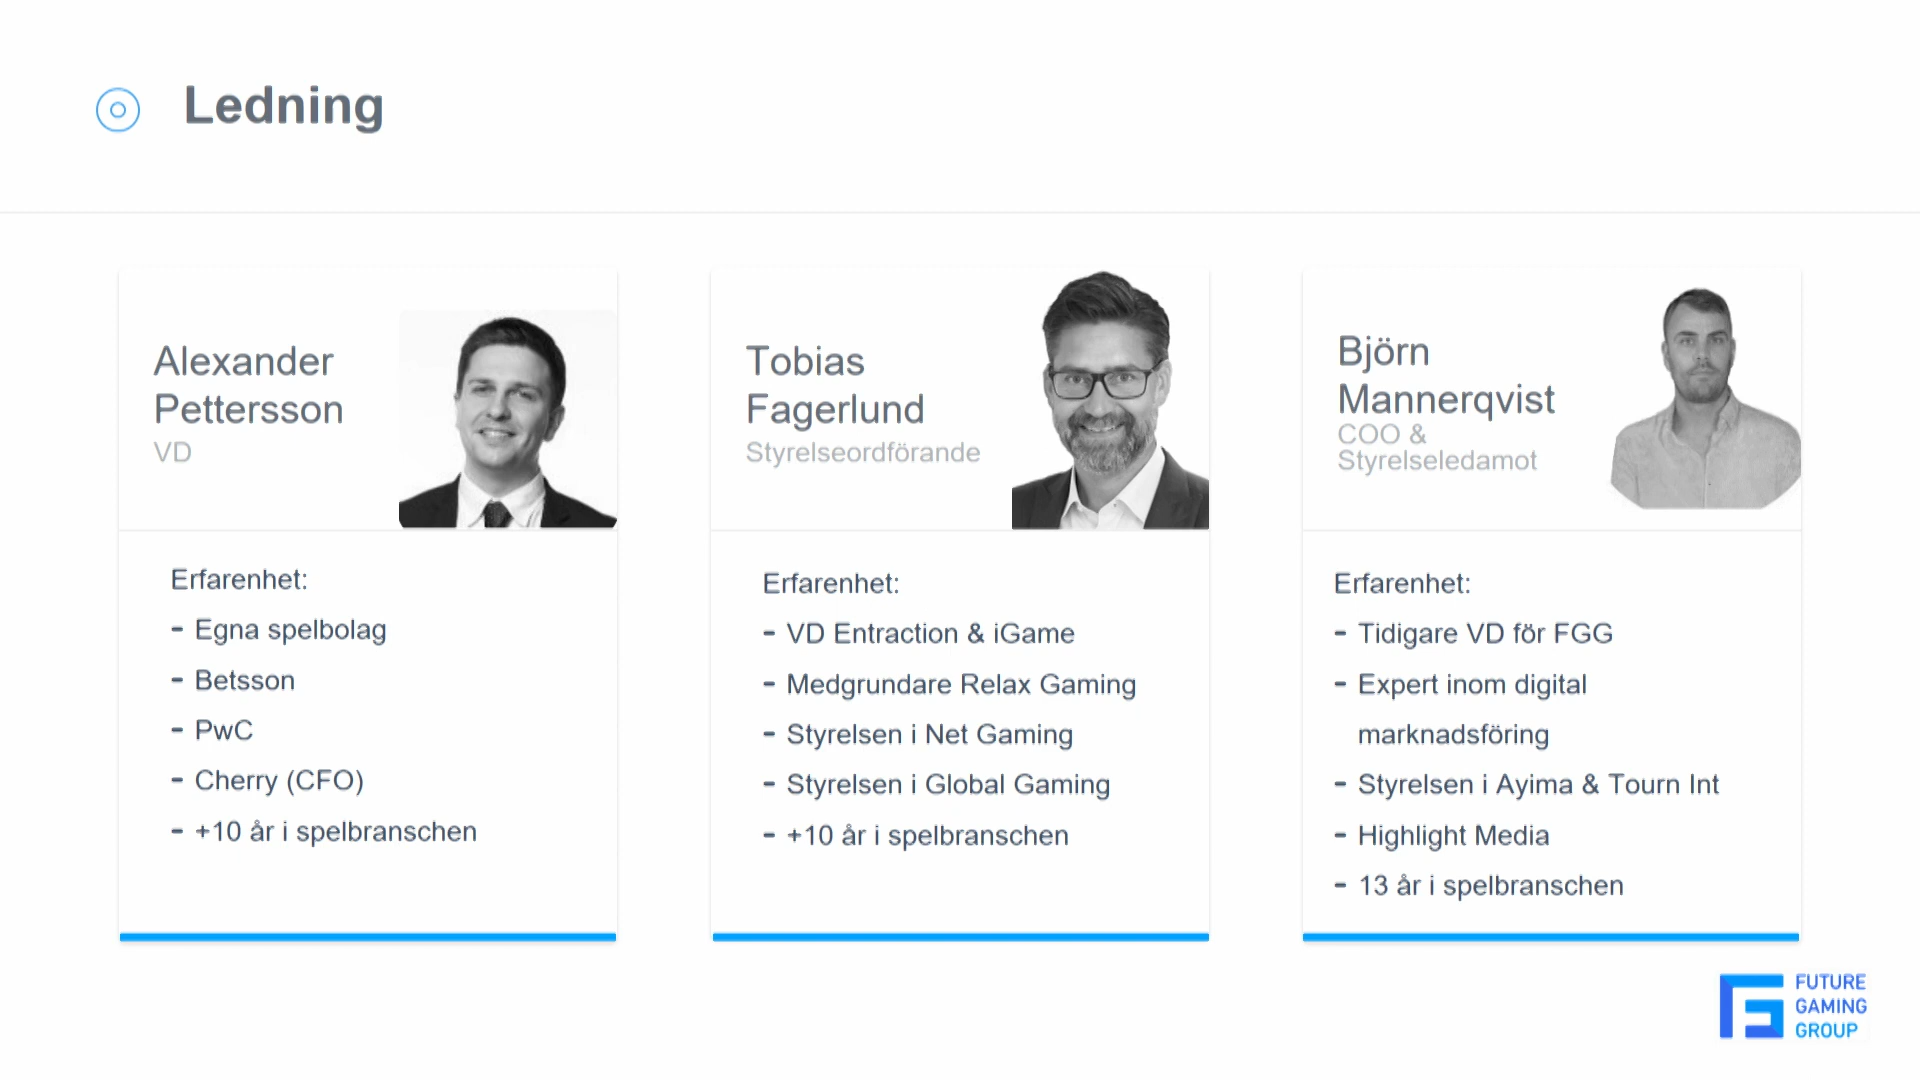 Ledning
Alexander
Pettersson
VD
Erfarenhet:
- Egna spelbolag
- Betsson
- PwC
- Cherry (CFO)
- +10 år i spelbranschen
Tobias
Fagerlund
Styrelseordförande
Erfarenhet:
- VD Entraction & iGame
- Medgrundare Relax Gaming
- Styrelsen i Net Gaming
- Styrelsen i Global Gaming
- +10 år i spelbranschen
Björn
Mannerqvist
COO &
Styrelseledamot
Erfarenhet:
- Tidigare VD för FGG
- Expert inom digital
marknadsföring
- Styrelsen i Ayima & Tourn Int
- Highlight Media
- 13 år i spelbranschen
FUTURE
GAMING
GROUP